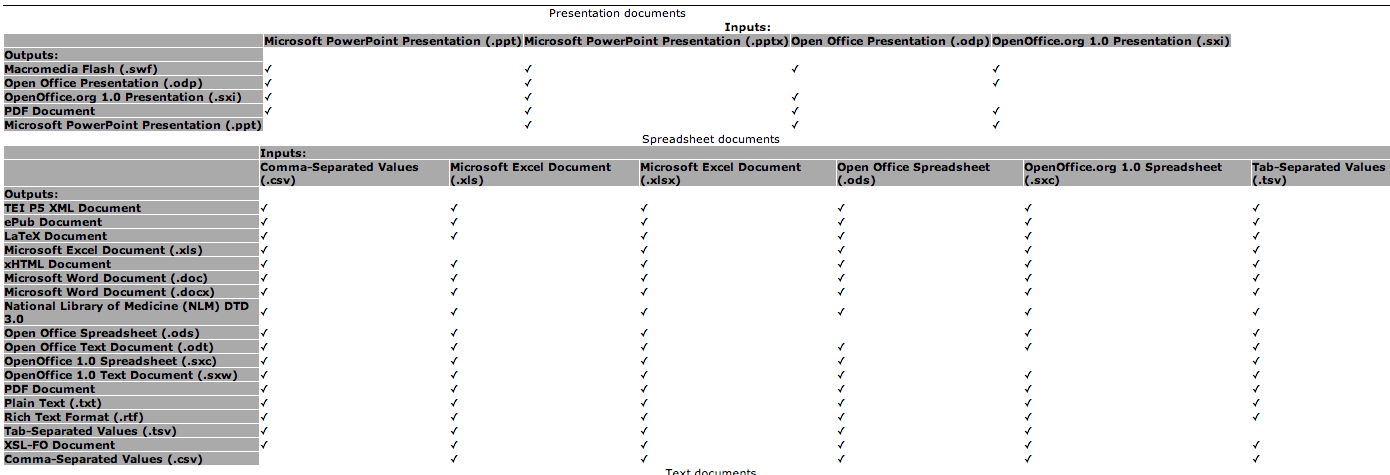 Presentation documents
Inputs:
Microsoft PowerPoint Presentation (.ppt) Microsoft PowerPoint Presentation (.pptx) Open Office Presentation (.odp) OpenOffice.org 1.0 Presentation (.sxi)
Outputs:
Macromedia Flash (.swf) ✓ ✓ ✓ ✓
Open Office Presentation (.odp) ✓ ✓ ✓
OpenOffice.org 1.0 Presentation (.sxi) ✓ ✓ ✓
PDF Document ✓ ✓ ✓ ✓
Microsoft PowerPoint Presentation (.ppt) ✓ ✓ ✓
Spreadsheet documents
Inputs:
Comma-Separated Values Microsoft Excel Document Microsoft Excel Document Open Office Spreadsheet OpenOffice.org 1.0 Spreadsheet Tab-Separated Values
(.csv) (.xls) (.xlsx) (.ods) (.sxc) (.tsv)
Outputs:
TEI P5 XML Document ✓ ✓ ✓ ✓ ✓ ✓
ePub Document ✓ ✓ ✓ ✓ ✓ ✓
LaTeX Document ✓ ✓ ✓ ✓ ✓ ✓
Microsoft Excel Document (.xls) ✓ ✓ ✓ ✓ ✓
xHTML Document ✓ ✓ ✓ ✓ ✓ ✓
Microsoft Word Document (.doc) ✓ ✓ ✓ ✓ ✓ ✓
Microsoft Word Document (.docx) ✓ ✓ ✓ ✓ ✓ ✓
National Library of Medicine (NLM) DTD
3.0 ✓ ✓ ✓ ✓ ✓ ✓
Open Office Spreadsheet (.ods) ✓ ✓ ✓ ✓ ✓
Open Office Text Document (.odt) ✓ ✓ ✓ ✓ ✓ ✓
OpenOffice 1.0 Spreadsheet (.sxc) ✓ ✓ ✓ ✓ ✓
OpenOffice 1.0 Text Document (.sxw) ✓ ✓ ✓ ✓ ✓ ✓
PDF Document ✓ ✓ ✓ ✓ ✓ ✓
Plain Text (.txt) ✓ ✓ ✓ ✓ ✓ ✓
Rich Text Format (.rtf) ✓ ✓ ✓ ✓ ✓ ✓
Tab-Separated Values (.tsv) ✓ ✓ ✓ ✓ ✓
XSL-FO Document ✓ ✓ ✓ ✓ ✓ ✓
Comma-Separated Values (.csv) ✓ ✓ ✓ ✓ ✓
Text documents